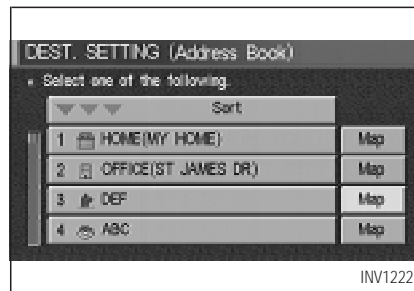 DEST. SETTING (Address Book)
Select one of the following.
Sort
1 HOME(MY HOME) Map
2 OFFICE(ST JAMES DR) Map
3 DEF Map
4 ABC Map
INV1222